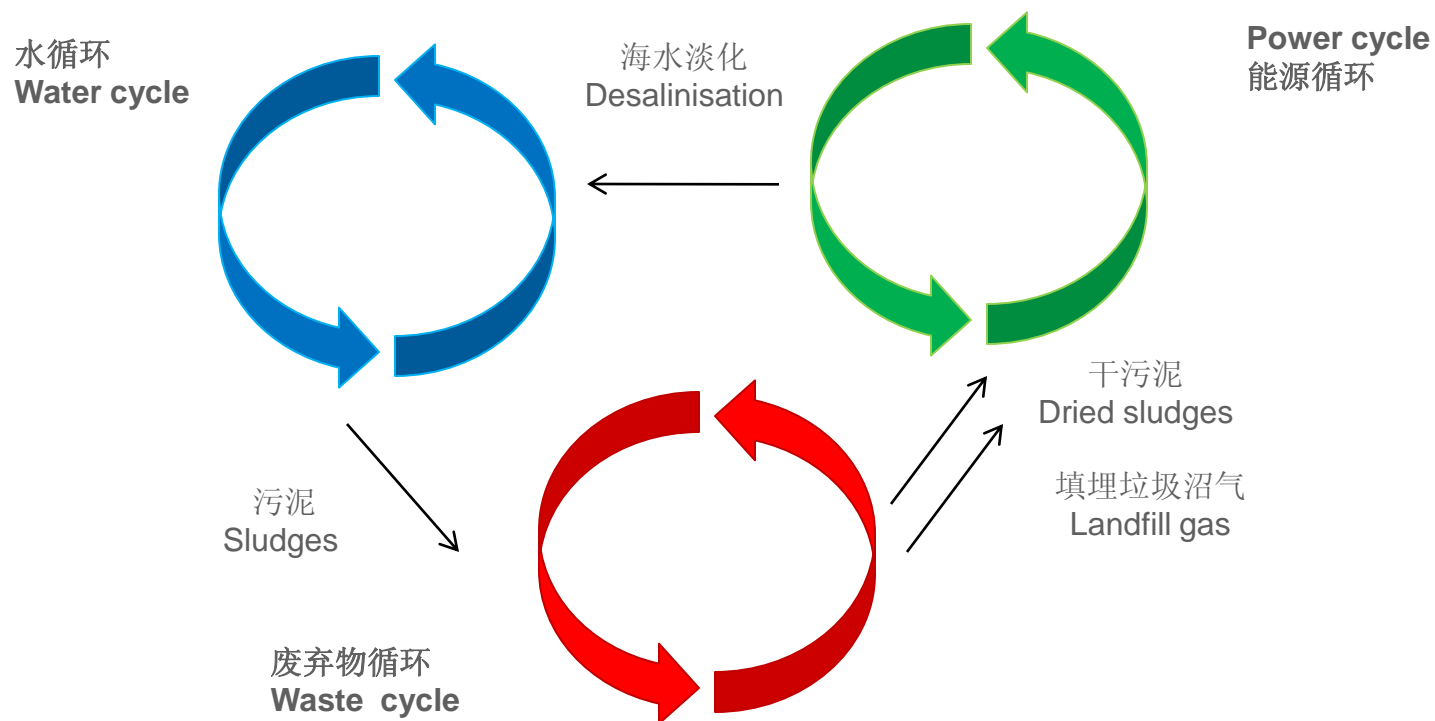 水循环
Water cycle
海水淡化
Desalinisation
Power cycle
能源循环
干污泥
Dried sludges
填埋垃圾沼气
Landfill gas
污泥
Sludges
废弃物循环
Waste cycle